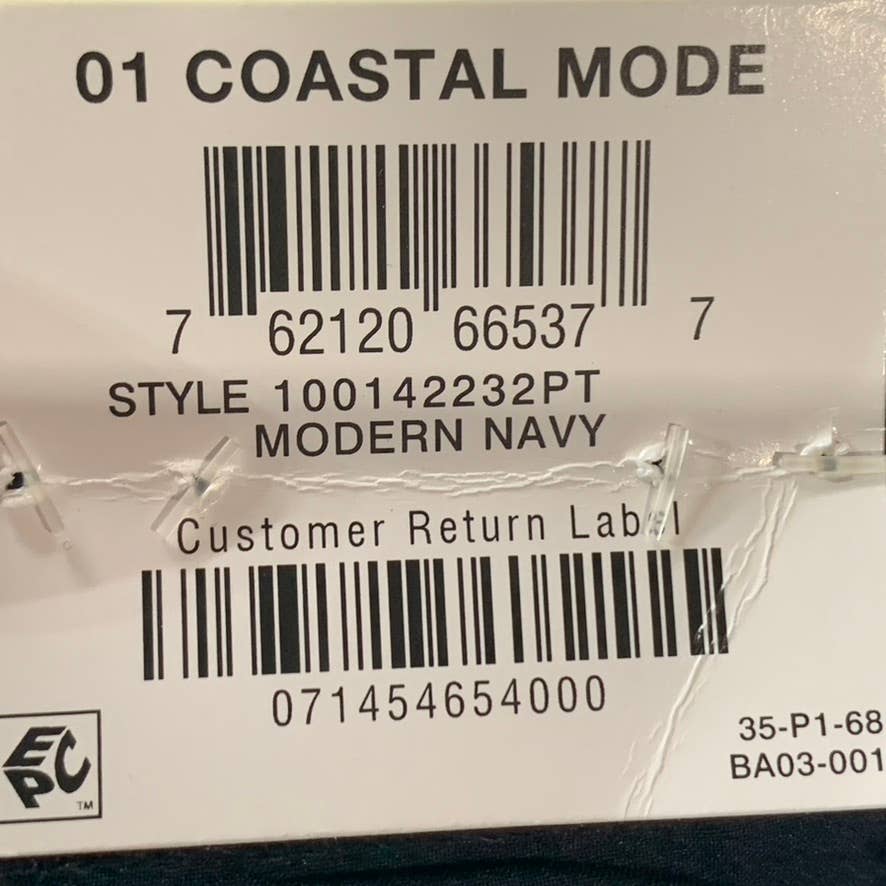 01 COASTAL MODE
7 62120 66537 7
STYLE 100142232PT
MODERN NAVY
Customer Return Label
071454654000
EPC
TM
35-P1-68
BA03-001